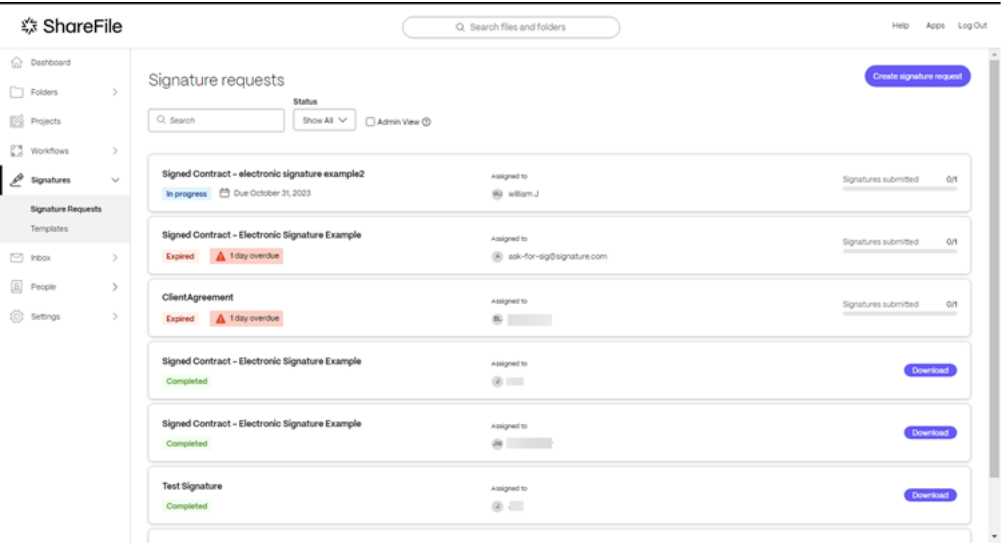 ShareFile
Search files and folders
Help Apps Log Out
Dashboard
Folders
Projects
Workflows
Signatures
Signature Requests
Templates
Inbox
People
Settings
Signature requests
Create signature request
Status
Search
Show All
Admin View
Signed Contract - electronic signature example2
In progress Due October 31, 2023
Assigned to
WJ william J
Signatures submitted 0/1
Signed Contract - Electronic Signature Example
Expired 1 day overdue
Assigned to
A ask-for-sig@signature.com
Signatures submitted 0/1
ClientAgreement
Expired 1 day overdue
Assigned to
BL
Signatures submitted 0/1
Signed Contract - Electronic Signature Example
Completed
Assigned to
J
Download
Signed Contract - Electronic Signature Example
Completed
Assigned to
JW
Download
Test Signature
Completed
Assigned to
J
Download